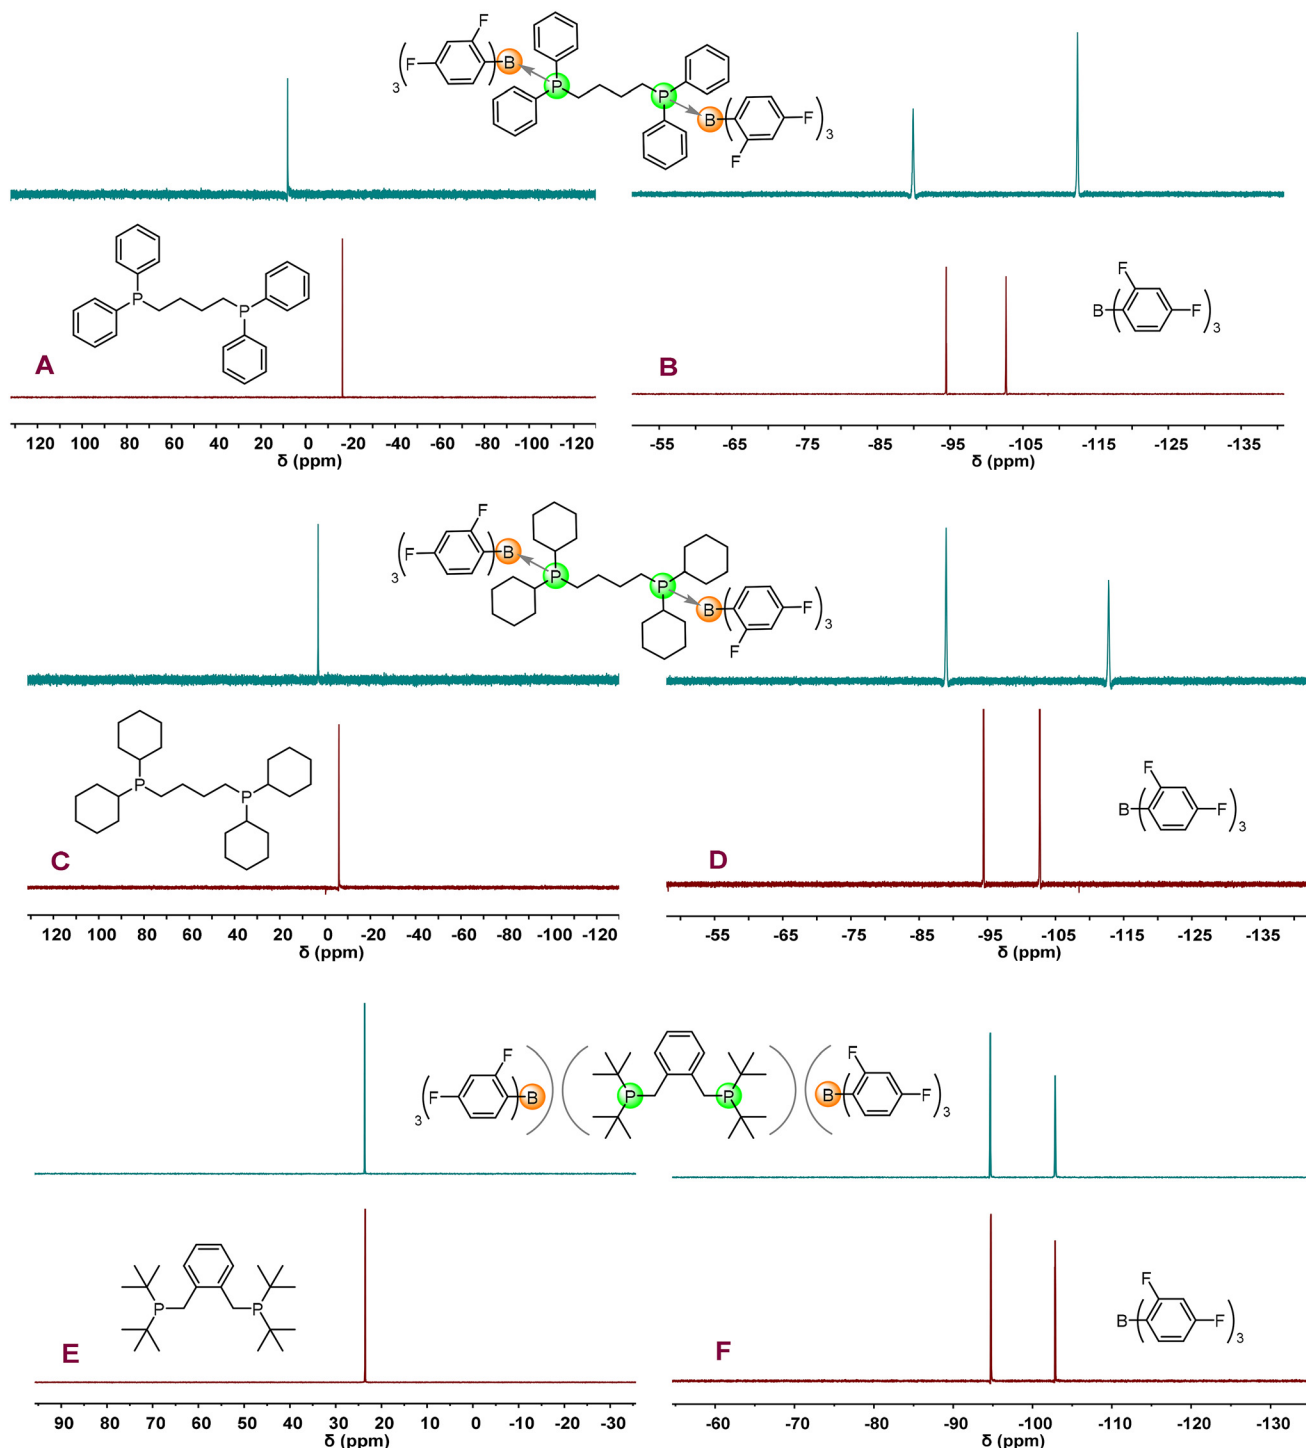 F
F B P
3
P B F
3
F
P P
F
B F
3
A
B
120 100 80 60 40 20 0 -20 -40 -60 -80 -100 -120
δ (ppm)
-55 -65 -75 -85 -95 -105 -115 -125 -135
δ (ppm)
F
F B P
3
P B F
3
F
P P
F
B F
3
C
D
120 100 80 60 40 20 0 -20 -40 -60 -80 -100 -120
δ (ppm)
-55 -65 -75 -85 -95 -105 -115 -125 -135
δ (ppm)
F F
F B P P B F
3 3
P P
F
B F
3
E
F
90 80 70 60 50 40 30 20 10 0 -10 -20 -30
δ (ppm)
-60 -70 -80 -90 -100 -110 -120 -130
δ (ppm)